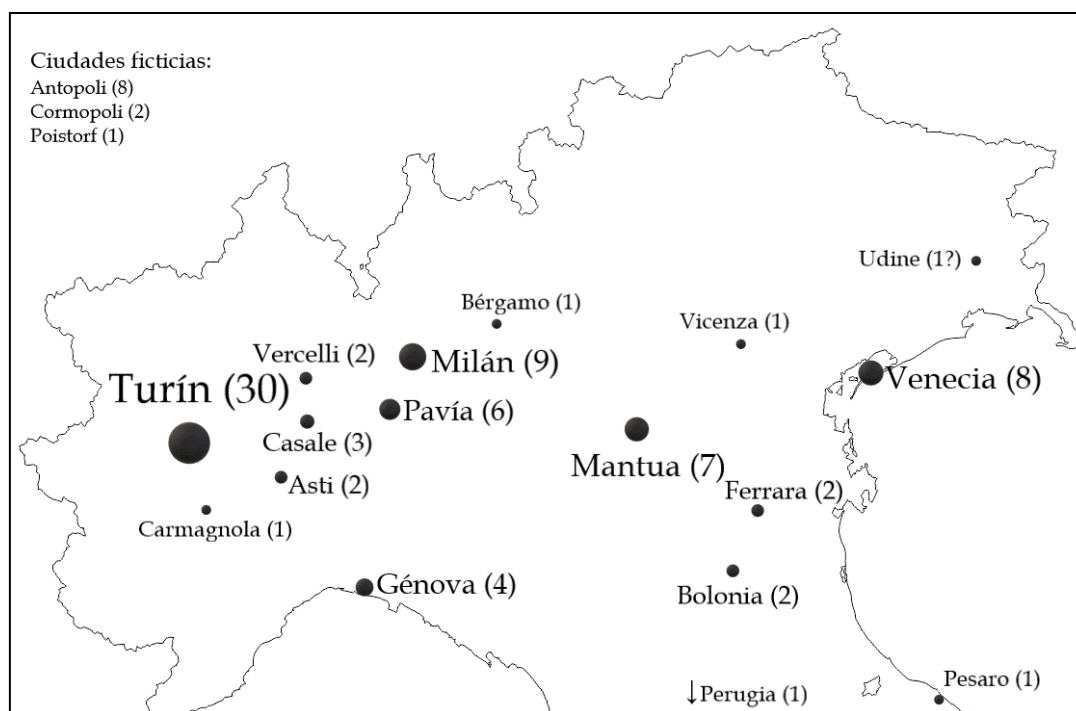 Ciudades ficticias:
Antopoli (8)
Cormopoli (2)
Poistorf (1)
Udine (1?)
Bérgamo (1)
Vicenza (1)
Vercelli (2)
Milán (9)
Turín (30)
Venecia (8)
Pavía (6)
Casale (3)
Mantua (7)
Asti (2)
Ferrara (2)
Carmagnola (1)
Génova (4)
Bolonia (2)
↓Perugia (1)
Pesaro (1)